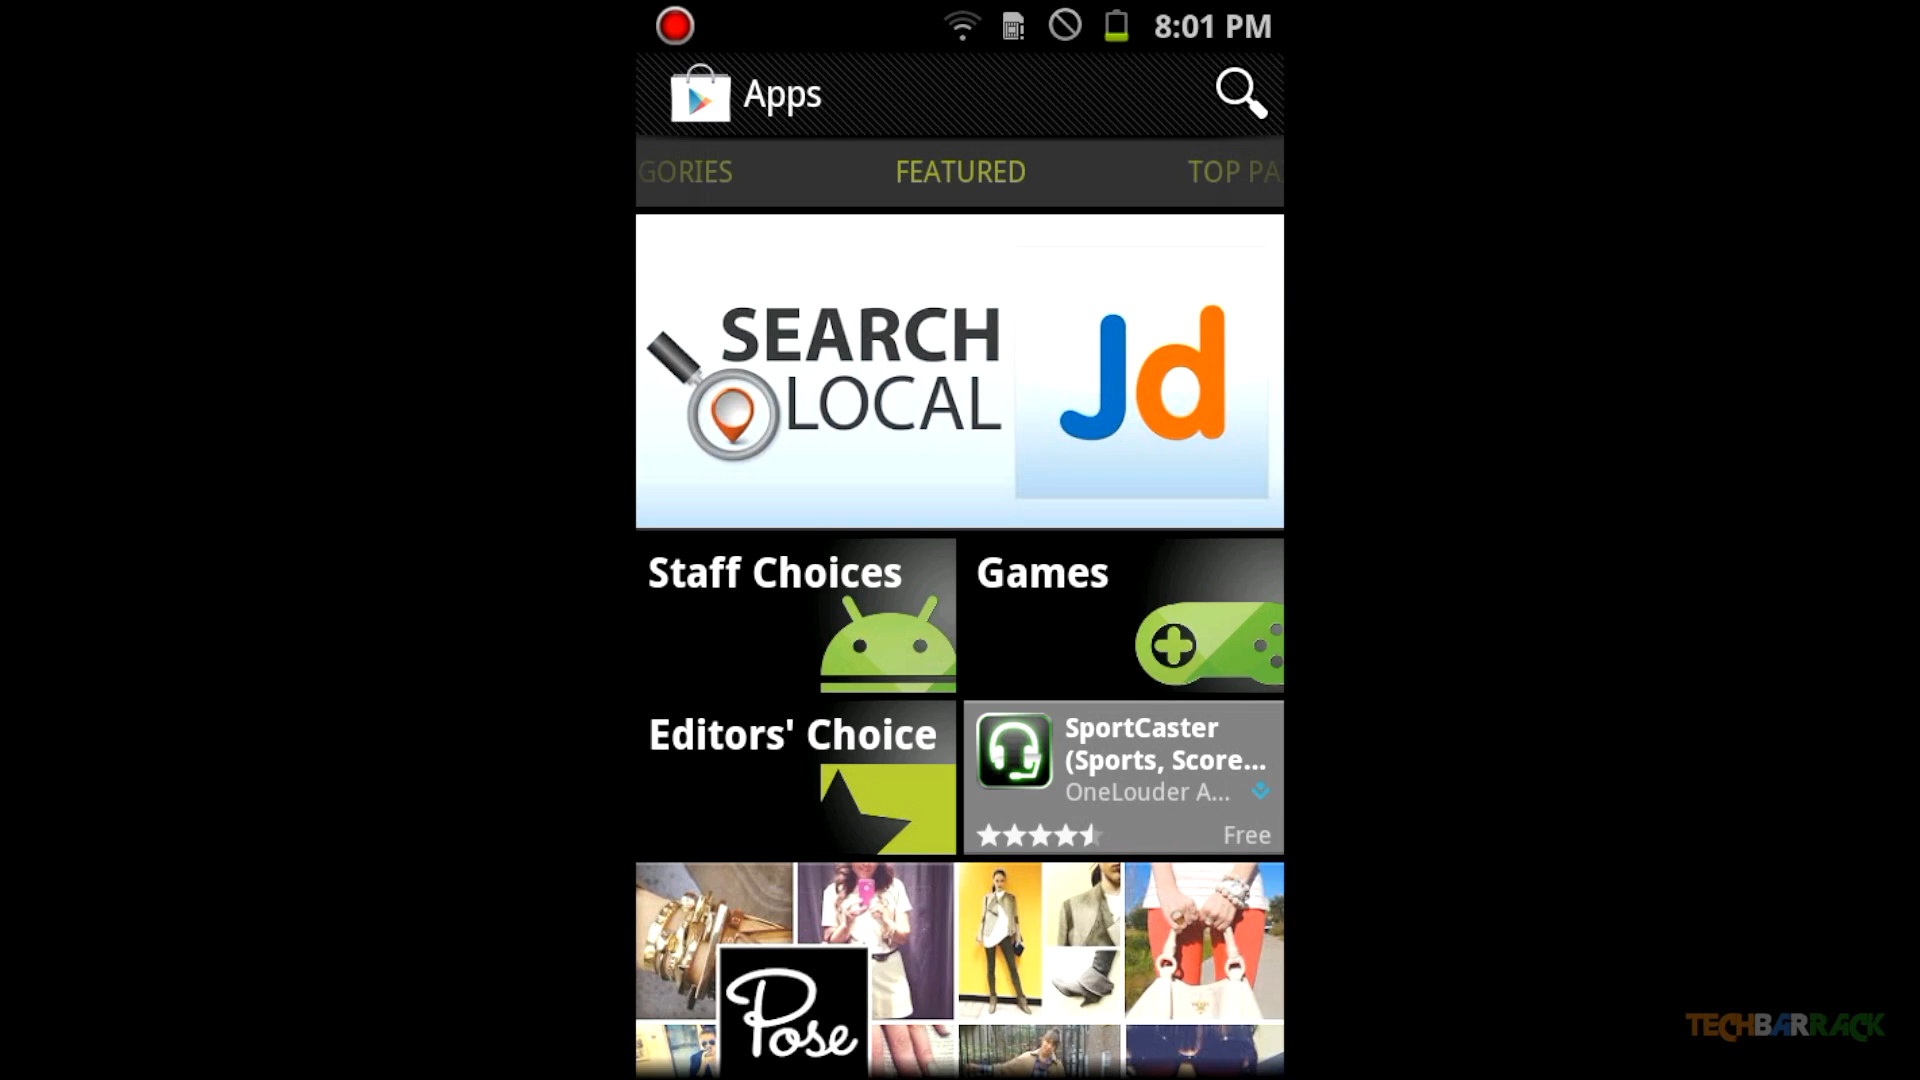 8:01 PM
Apps
GORIES FEATURED TOP PA
SEARCH
LOCAL
Jd
Staff Choices
Games
Editors' Choice
SportCaster
(Sports, Score...
OneLouder A...
Free
Pose
TECHBARRACK